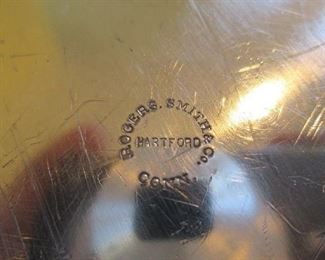 ROGERS, SMITH & CO.
HARTFORD
CONN.